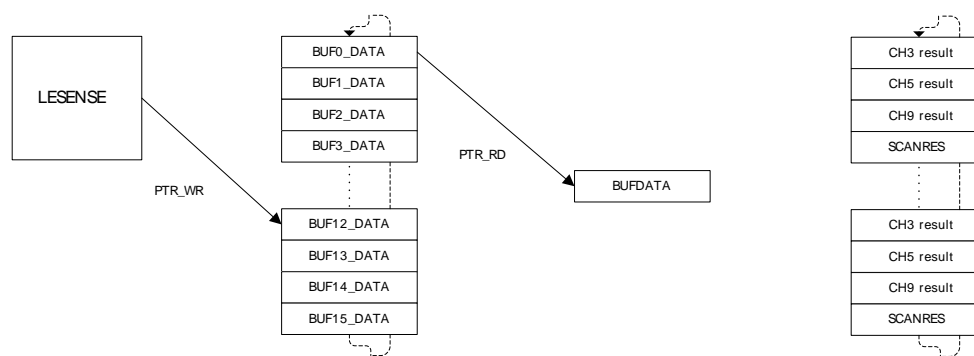 LESENSE
PTR_WR
BUF0_DATA
BUF1_DATA
BUF2_DATA
BUF3_DATA
BUF12_DATA
BUF13_DATA
BUF14_DATA
BUF15_DATA
PTR_RD
BUFDATA
CH3 result
CH5 result
CH9 result
SCANRES
CH3 result
CH5 result
CH9 result
SCANRES